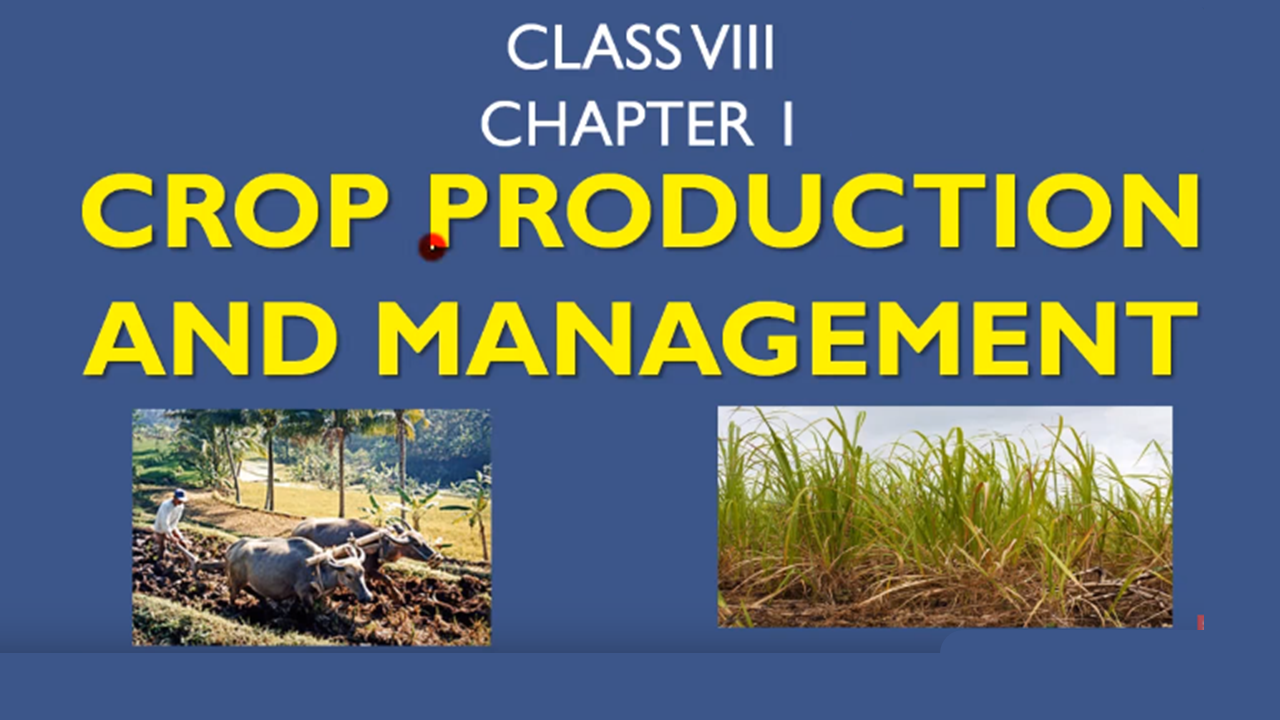 CLASS VIII
CHAPTER 1
CROP PRODUCTION
AND MANAGEMENT